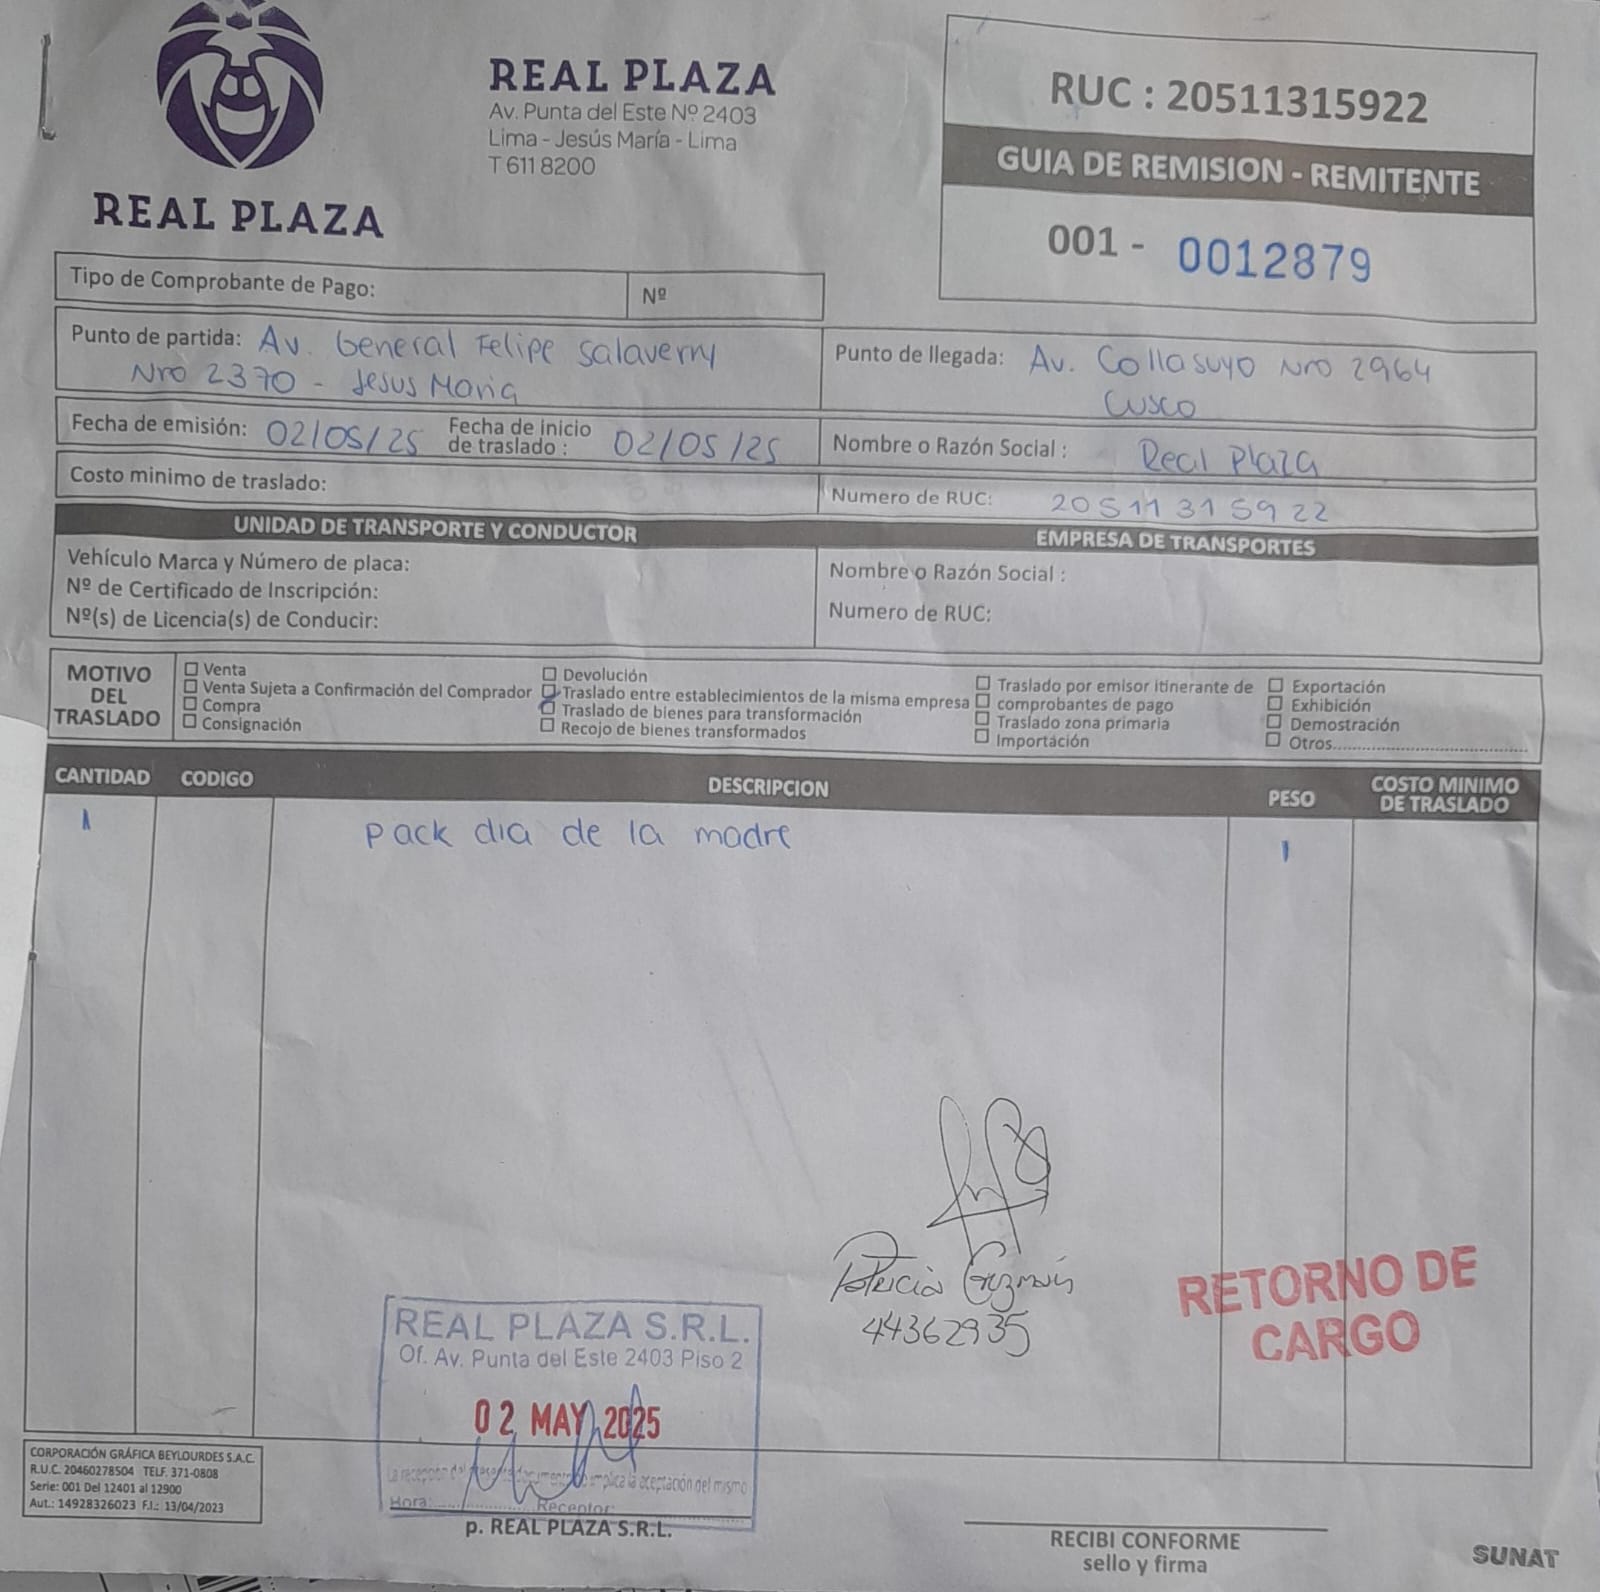 REAL PLAZA
REAL PLAZA
Av. Punta del Este Nº 2403
Lima - Jesús María - Lima
T 611 8200
RUC : 20511315922
GUIA DE REMISION - REMITENTE
001 - 0012879
Tipo de Comprobante de Pago:
Nº
Punto de partida: Av. General Felipe Salaverry
Nro 2370 - Jesus Maria
Punto de llegada: Av. Collasuyo Nro 2964
Cusco
Fecha de emisión: 02/05/25
Fecha de inicio
de traslado : 02/05/25
Nombre o Razón Social : Real Plaza
Costo minimo de traslado:
Numero de RUC: 20511315922
UNIDAD DE TRANSPORTE Y CONDUCTOR
Vehículo Marca y Número de placa:
Nº de Certificado de Inscripción:
Nº(s) de Licencia(s) de Conducir:
EMPRESA DE TRANSPORTES
Nombre o Razón Social :
Numero de RUC:
MOTIVO
DEL
TRASLADO
Venta
Venta Sujeta a Confirmación del Comprador
Compra
Consignación
Devolución
Traslado entre establecimientos de la misma empresa
Traslado de bienes para transformación
Recojo de bienes transformados
Traslado por emisor itinerante de
comprobantes de pago
Traslado zona primaria
Importación
Exportación
Exhibición
Demostración
Otros..............................................
CANTIDAD
CODIGO
DESCRIPCION
PESO
COSTO MINIMO
DE TRASLADO
1
pack dia de la madre
1
Patricia Guzmán
44362935
RETORNO DE
CARGO
REAL PLAZA S.R.L.
Of. Av. Punta del Este 2403 Piso 2
02 MAY 2025
La recepción del presente documento no implica la aceptación del mismo
Hora:............... Receptor:
p. REAL PLAZA S.R.L.
CORPORACIÓN GRÁFICA BEYLOURDES S.A.C.
R.U.C. 20460278504 TELF. 371-0808
Serie: 001 Del 12401 al 12900
Aut.: 14928326023 F.I.: 13/04/2023
RECIBI CONFORME
sello y firma
SUNAT